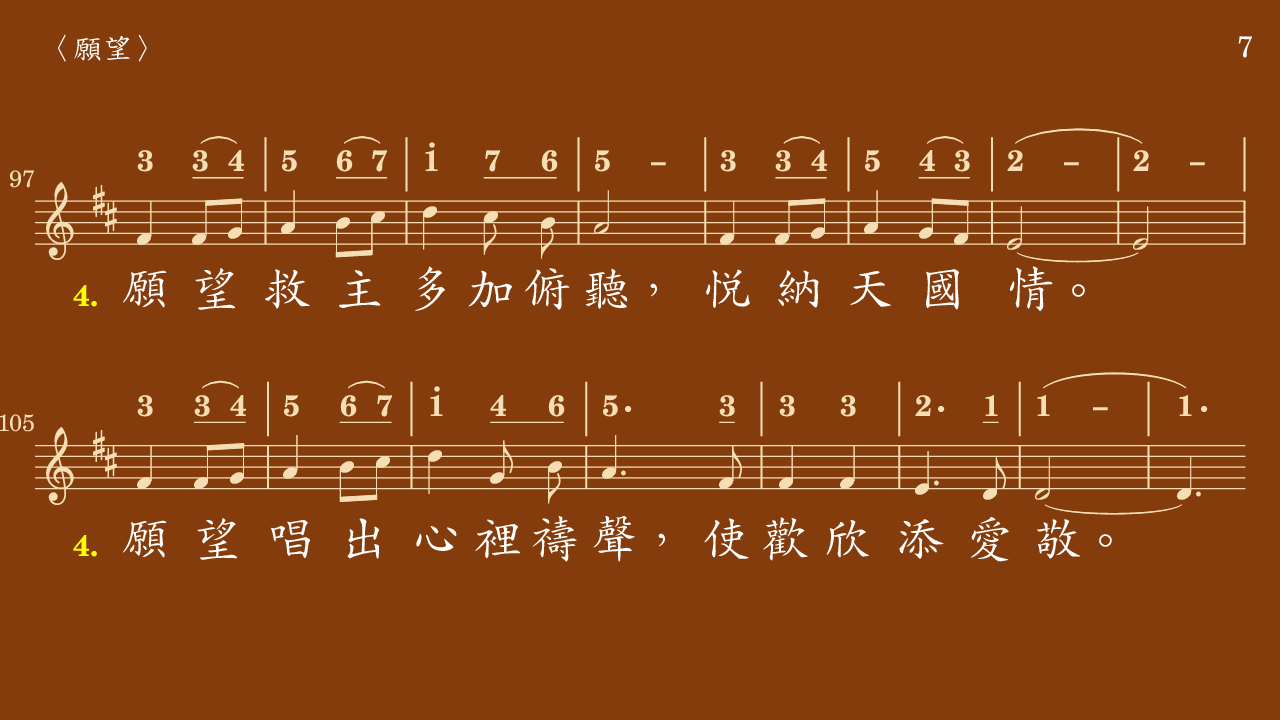 〈願望〉
7
3 3 4 5 6 7 1 7 6 5 – 3 3 4 5 4 3 2 – 2 –
97
4. 願望救主多加俯聽，悅納天國情。
3 3 4 5 6 7 1 4 6 5. 3 3 3 2. 1 1 – 1.
105
4. 願望唱出心裡禱聲，使歡欣添愛敬。